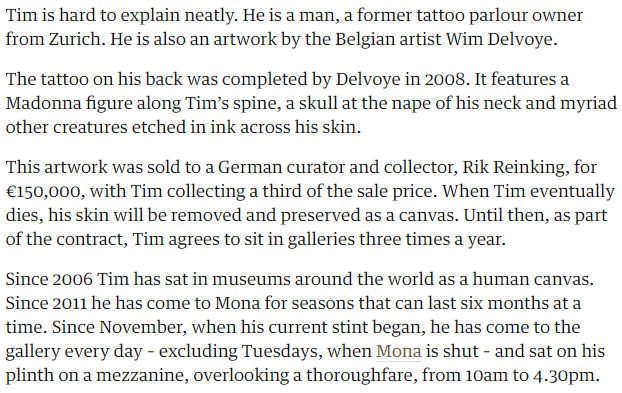 Tim is hard to explain neatly. He is a man, a former tattoo parlour owner
from Zurich. He is also an artwork by the Belgian artist Wim Delvoye.
The tattoo on his back was completed by Delvoye in 2008. It features a
Madonna figure along Tim’s spine, a skull at the nape of his neck and myriad
other creatures etched in ink across his skin.
This artwork was sold to a German curator and collector, Rik Reinking, for
€150,000, with Tim collecting a third of the sale price. When Tim eventually
dies, his skin will be removed and preserved as a canvas. Until then, as part
of the contract, Tim agrees to sit in galleries three times a year.
Since 2006 Tim has sat in museums around the world as a human canvas.
Since 2011 he has come to Mona for seasons that can last six months at a
time. Since November, when his current stint began, he has come to the
gallery every day – excluding Tuesdays, when Mona is shut – and sat on his
plinth on a mezzanine, overlooking a thoroughfare, from 10am to 4.30pm.